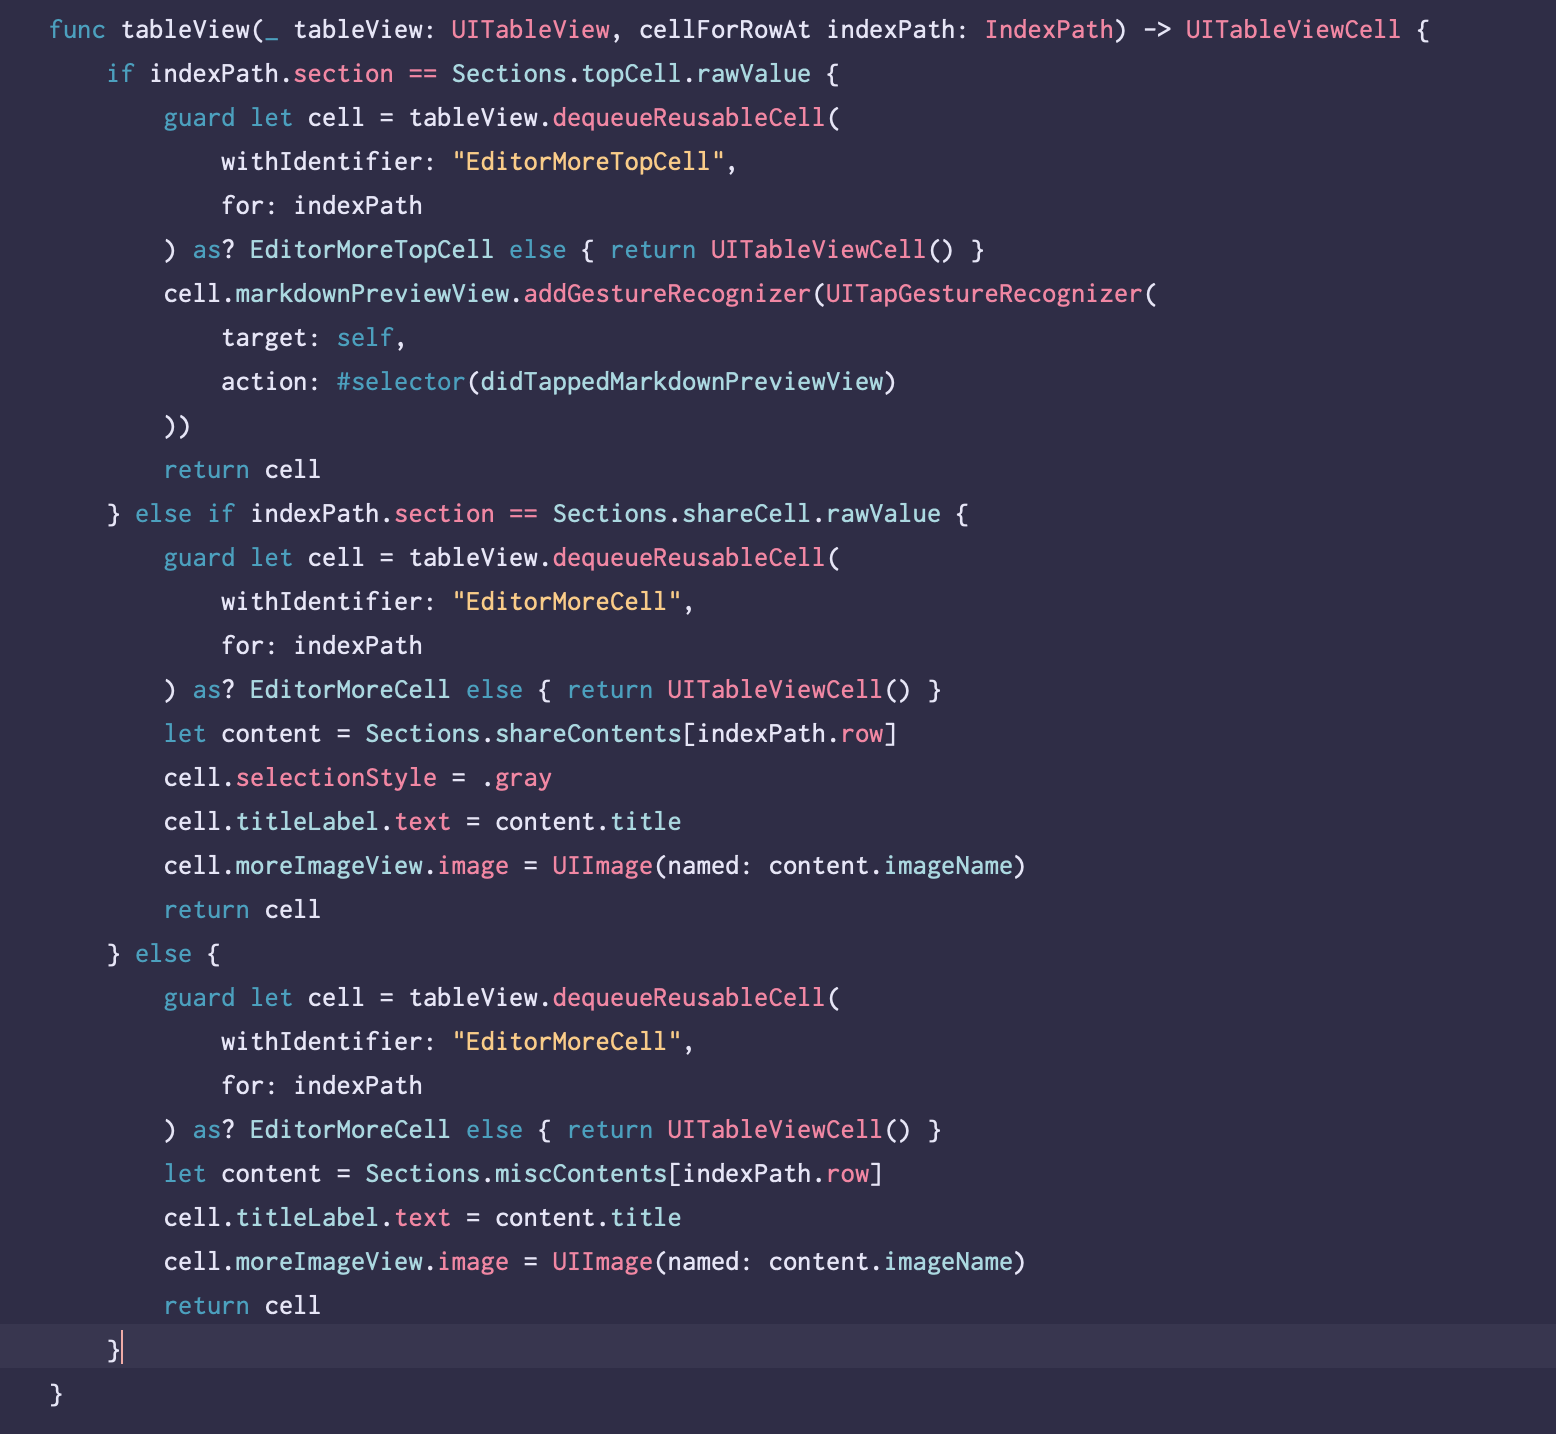 func tableView(_ tableView: UITableView, cellForRowAt indexPath: IndexPath) -> UITableViewCell {
    if indexPath.section == Sections.topCell.rawValue {
        guard let cell = tableView.dequeueReusableCell(
            withIdentifier: "EditorMoreTopCell",
            for: indexPath
        ) as? EditorMoreTopCell else { return UITableViewCell() }
        cell.markdownPreviewView.addGestureRecognizer(UITapGestureRecognizer(
            target: self,
            action: #selector(didTappedMarkdownPreviewView)
        ))
        return cell
    } else if indexPath.section == Sections.shareCell.rawValue {
        guard let cell = tableView.dequeueReusableCell(
            withIdentifier: "EditorMoreCell",
            for: indexPath
        ) as? EditorMoreCell else { return UITableViewCell() }
        let content = Sections.shareContents[indexPath.row]
        cell.selectionStyle = .gray
        cell.titleLabel.text = content.title
        cell.moreImageView.image = UIImage(named: content.imageName)
        return cell
    } else {
        guard let cell = tableView.dequeueReusableCell(
            withIdentifier: "EditorMoreCell",
            for: indexPath
        ) as? EditorMoreCell else { return UITableViewCell() }
        let content = Sections.miscContents[indexPath.row]
        cell.titleLabel.text = content.title
        cell.moreImageView.image = UIImage(named: content.imageName)
        return cell
    }
}